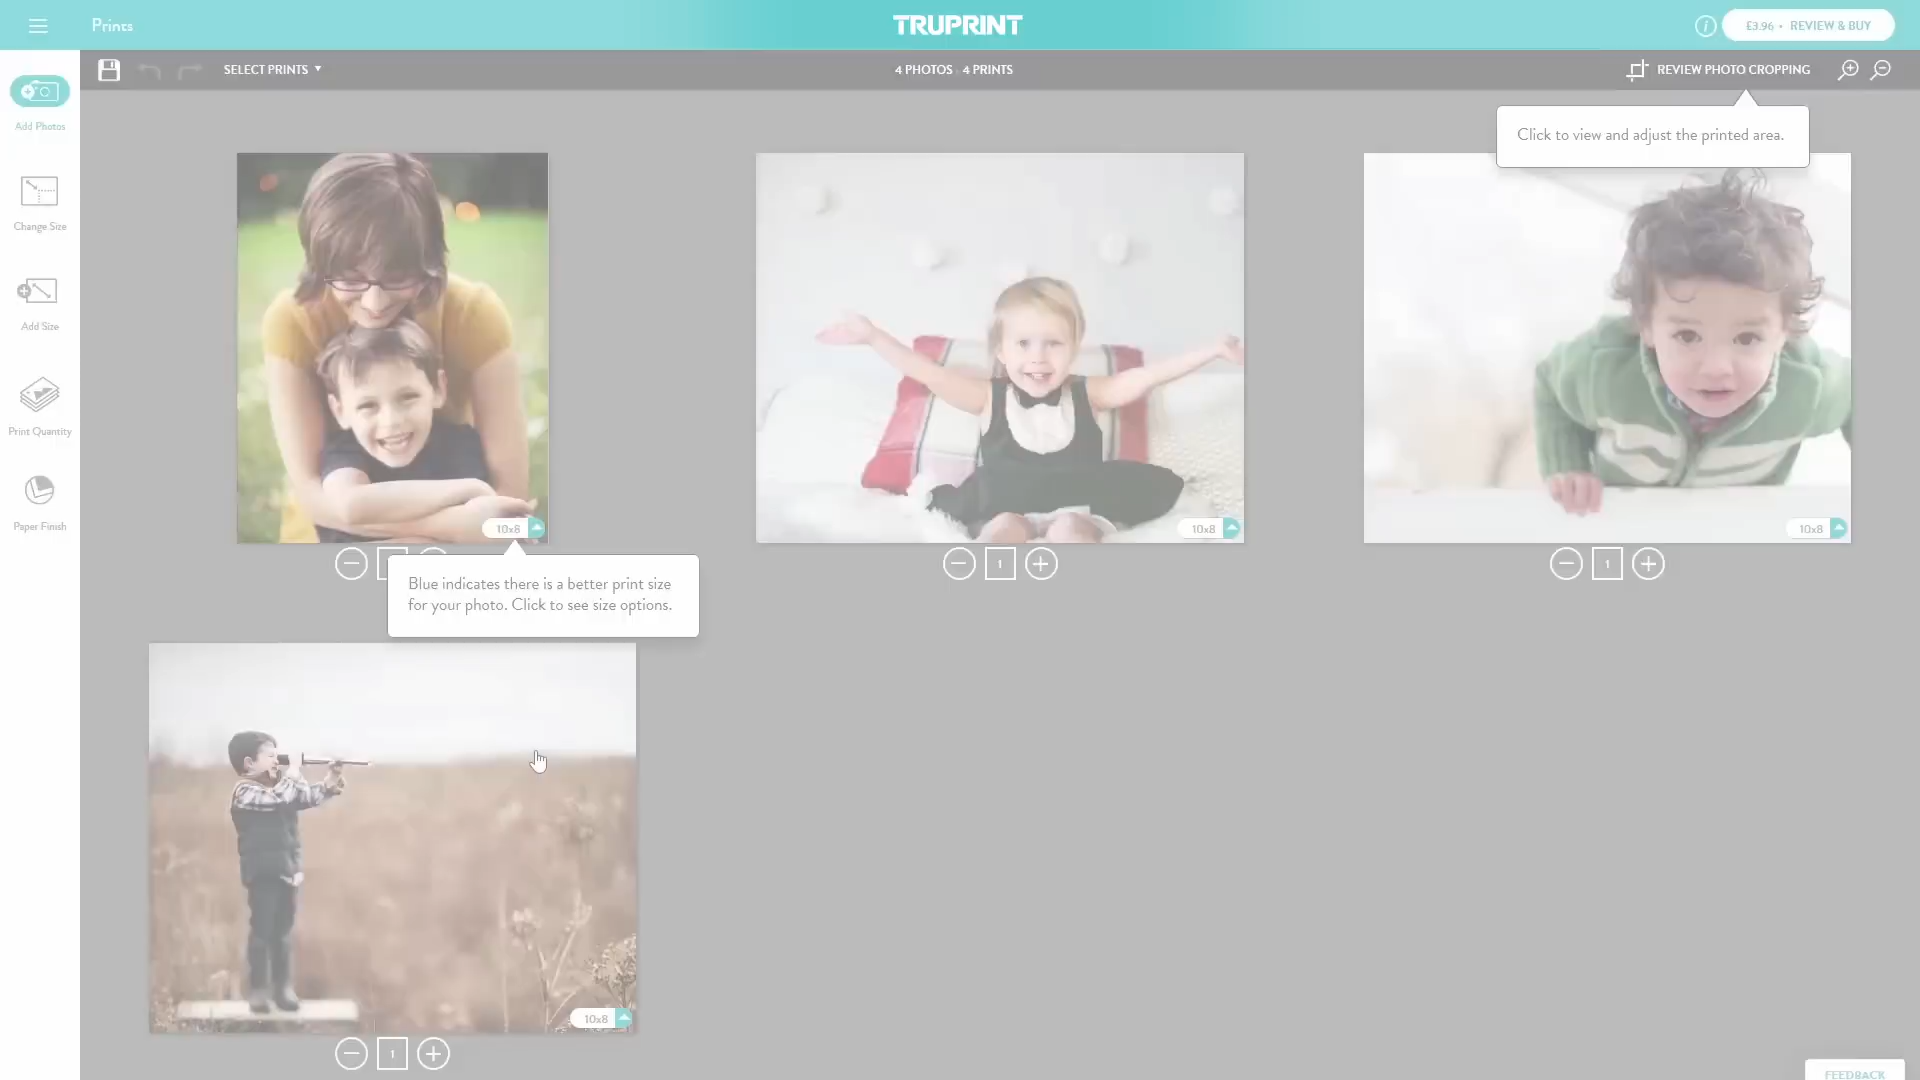 Prints
TRUPRINT
£3.96 • REVIEW & BUY
SELECT PRINTS
4 PHOTOS 4 PRINTS
REVIEW PHOTO CROPPING
Add Photos
Click to view and adjust the printed area.
Change Size
Add Size
Print Quantity
Paper Finish
10x8
10x8
10x8
1
1
Blue indicates there is a better print size
for your photo. Click to see size options.
10x8
1
FEEDBACK